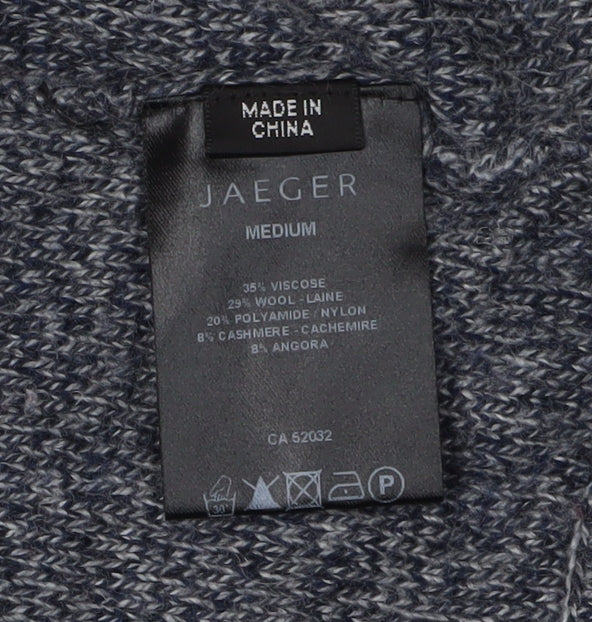 MADE IN
CHINA
JAEGER
MEDIUM
35% VISCOSE
29% WOOL - LAINE
20% POLYAMIDE / NYLON
8% CASHMERE - CACHEMIRE
8% ANGORA
CA 52032
30° P